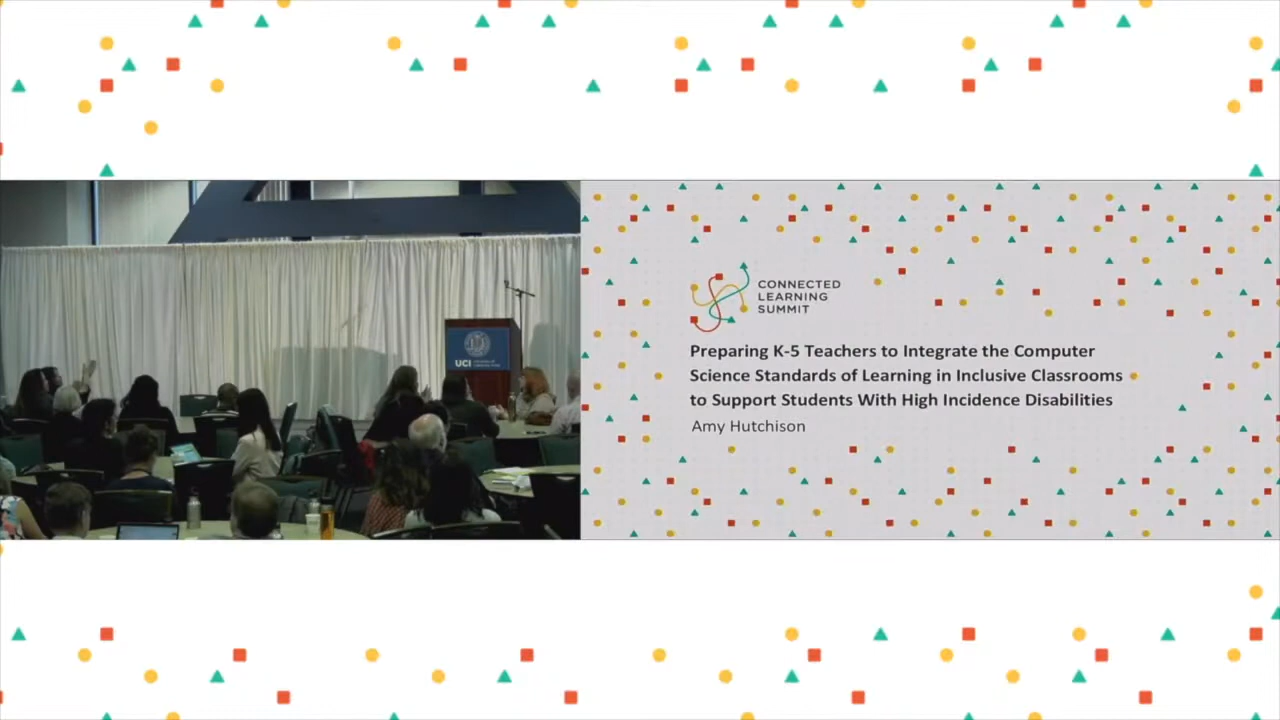 UCI
CONNECTED
LEARNING
SUMMIT
Preparing K-5 Teachers to Integrate the Computer
Science Standards of Learning in Inclusive Classrooms
to Support Students With High Incidence Disabilities
Amy Hutchison